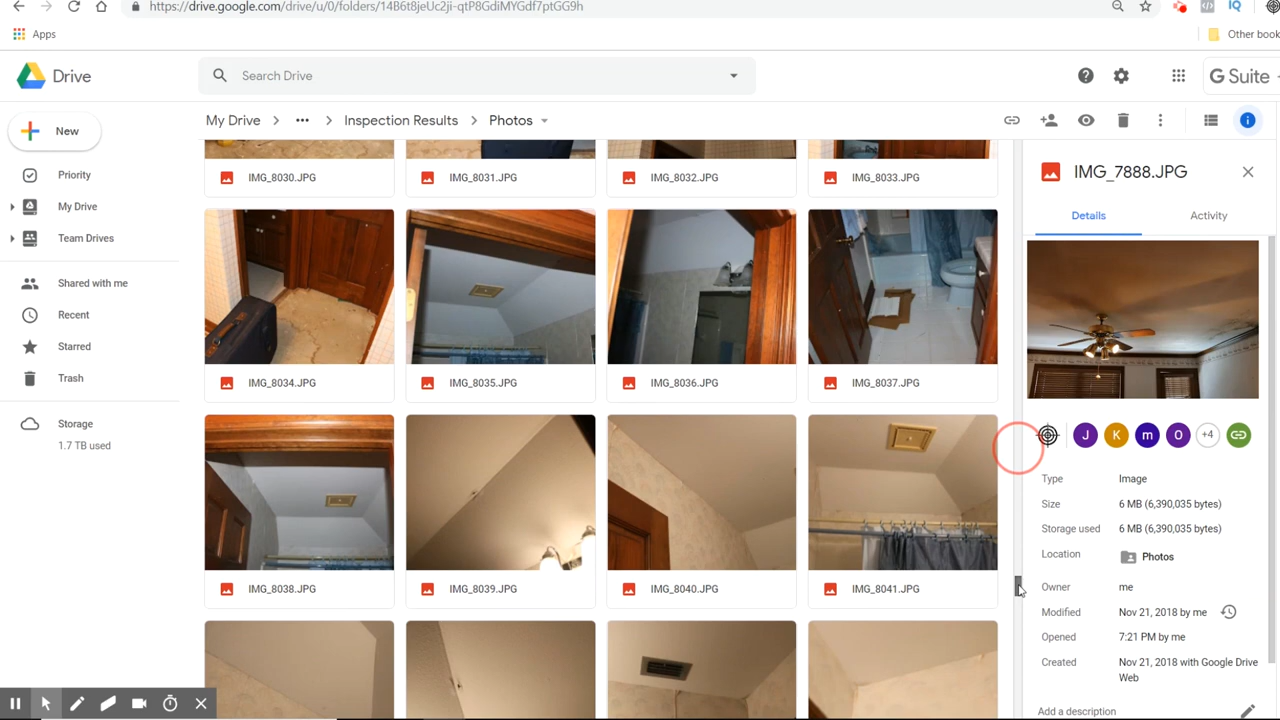 https://drive.google.com/drive/u/0/folders/14B6t8jeUc2ji-qtP8GdiMYGdf7ptGG9h
Apps
Other book
Drive
Search Drive
G Suite
New
My Drive > ... > Inspection Results > Photos
Priority
My Drive
Team Drives
Shared with me
Recent
Starred
Trash
Storage
1.7 TB used
IMG_8030.JPG
IMG_8031.JPG
IMG_8032.JPG
IMG_8033.JPG
IMG_8034.JPG
IMG_8035.JPG
IMG_8036.JPG
IMG_8037.JPG
IMG_8038.JPG
IMG_8039.JPG
IMG_8040.JPG
IMG_8041.JPG
IMG_7888.JPG
Details
Activity
J K m O +4
Type Image
Size 6 MB (6,390,035 bytes)
Storage used 6 MB (6,390,035 bytes)
Location Photos
Owner me
Modified Nov 21, 2018 by me
Opened 7:21 PM by me
Created Nov 21, 2018 with Google Drive
Web
Add a description